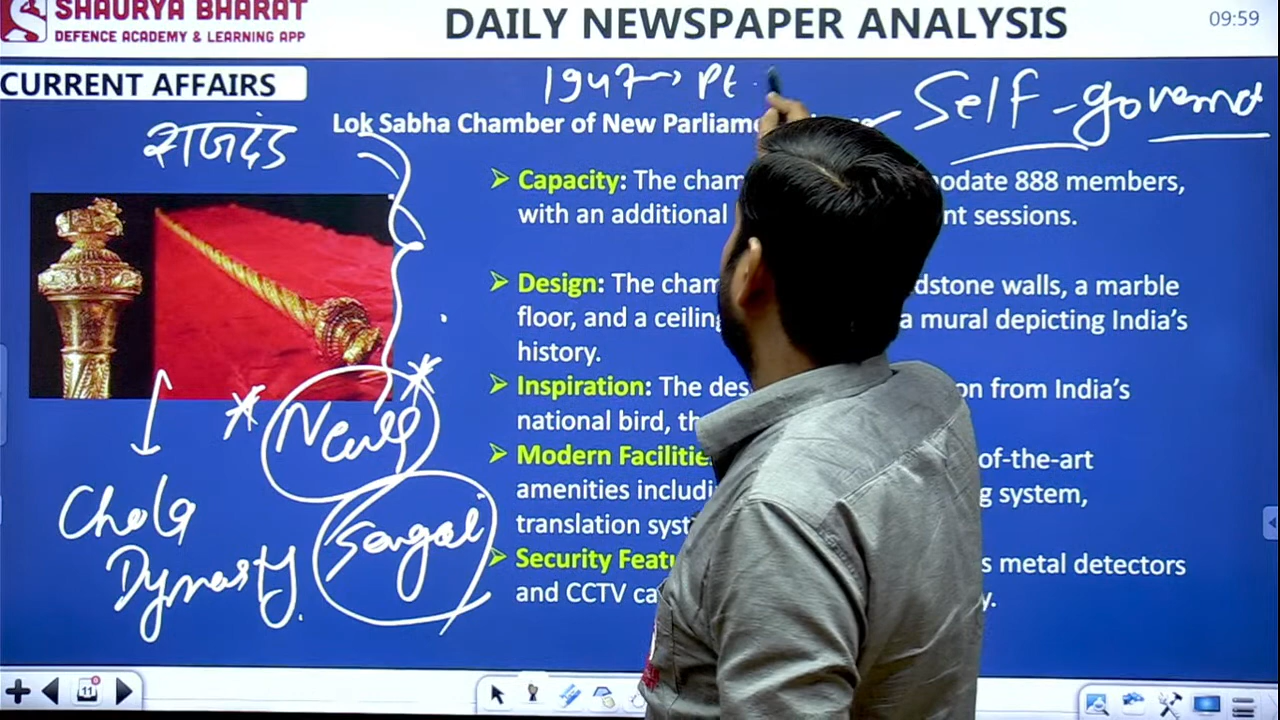 SHAURYA BHARAT
DEFENCE ACADEMY & LEARNING APP
DAILY NEWSPAPER ANALYSIS
09:59
CURRENT AFFAIRS
1947 → Pt.
Self-governed
राजदंड
Lok Sabha Chamber of New Parliame
➤ Capacity: The cham odate 888 members,
with an additional nt sessions.
➤ Design: The cham dstone walls, a marble
floor, and a ceiling a mural depicting India's
history.
➤ Inspiration: The des on from India's
national bird, th
➤ Modern Facilitie of-the-art
amenities includi g system,
translation syst
➤ Security Featu s metal detectors
and CCTV ca y.
Sengol
Chola
Dynasty.
11